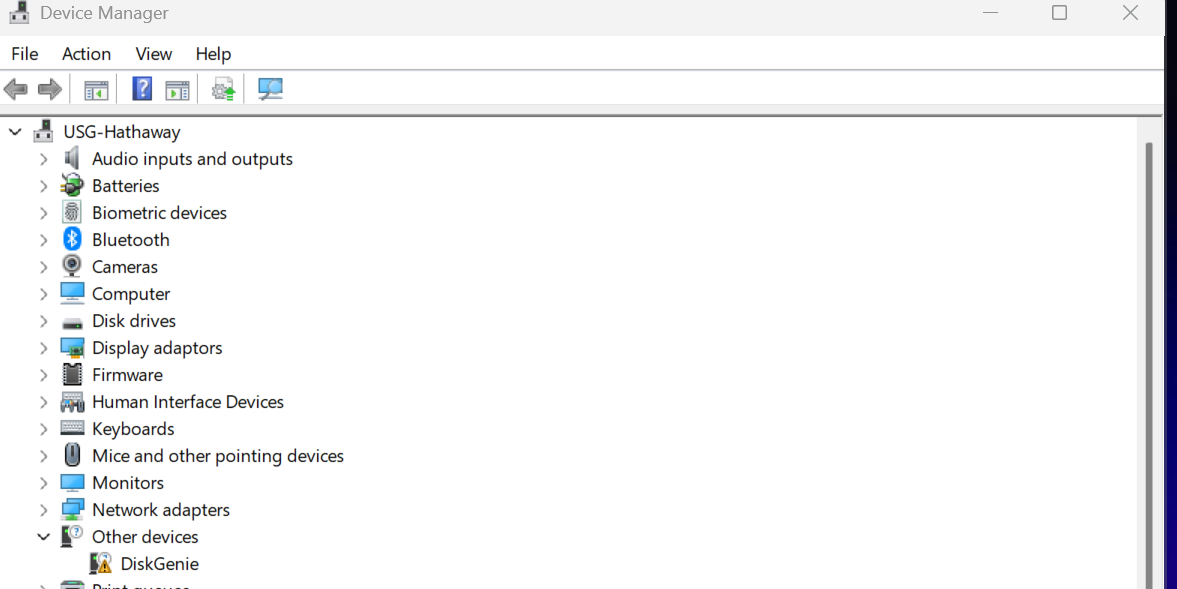 Device Manager
File Action View Help
USG-Hathaway
Audio inputs and outputs
Batteries
Biometric devices
Bluetooth
Cameras
Computer
Disk drives
Display adaptors
Firmware
Human Interface Devices
Keyboards
Mice and other pointing devices
Monitors
Network adapters
Other devices
DiskGenie
Print queues